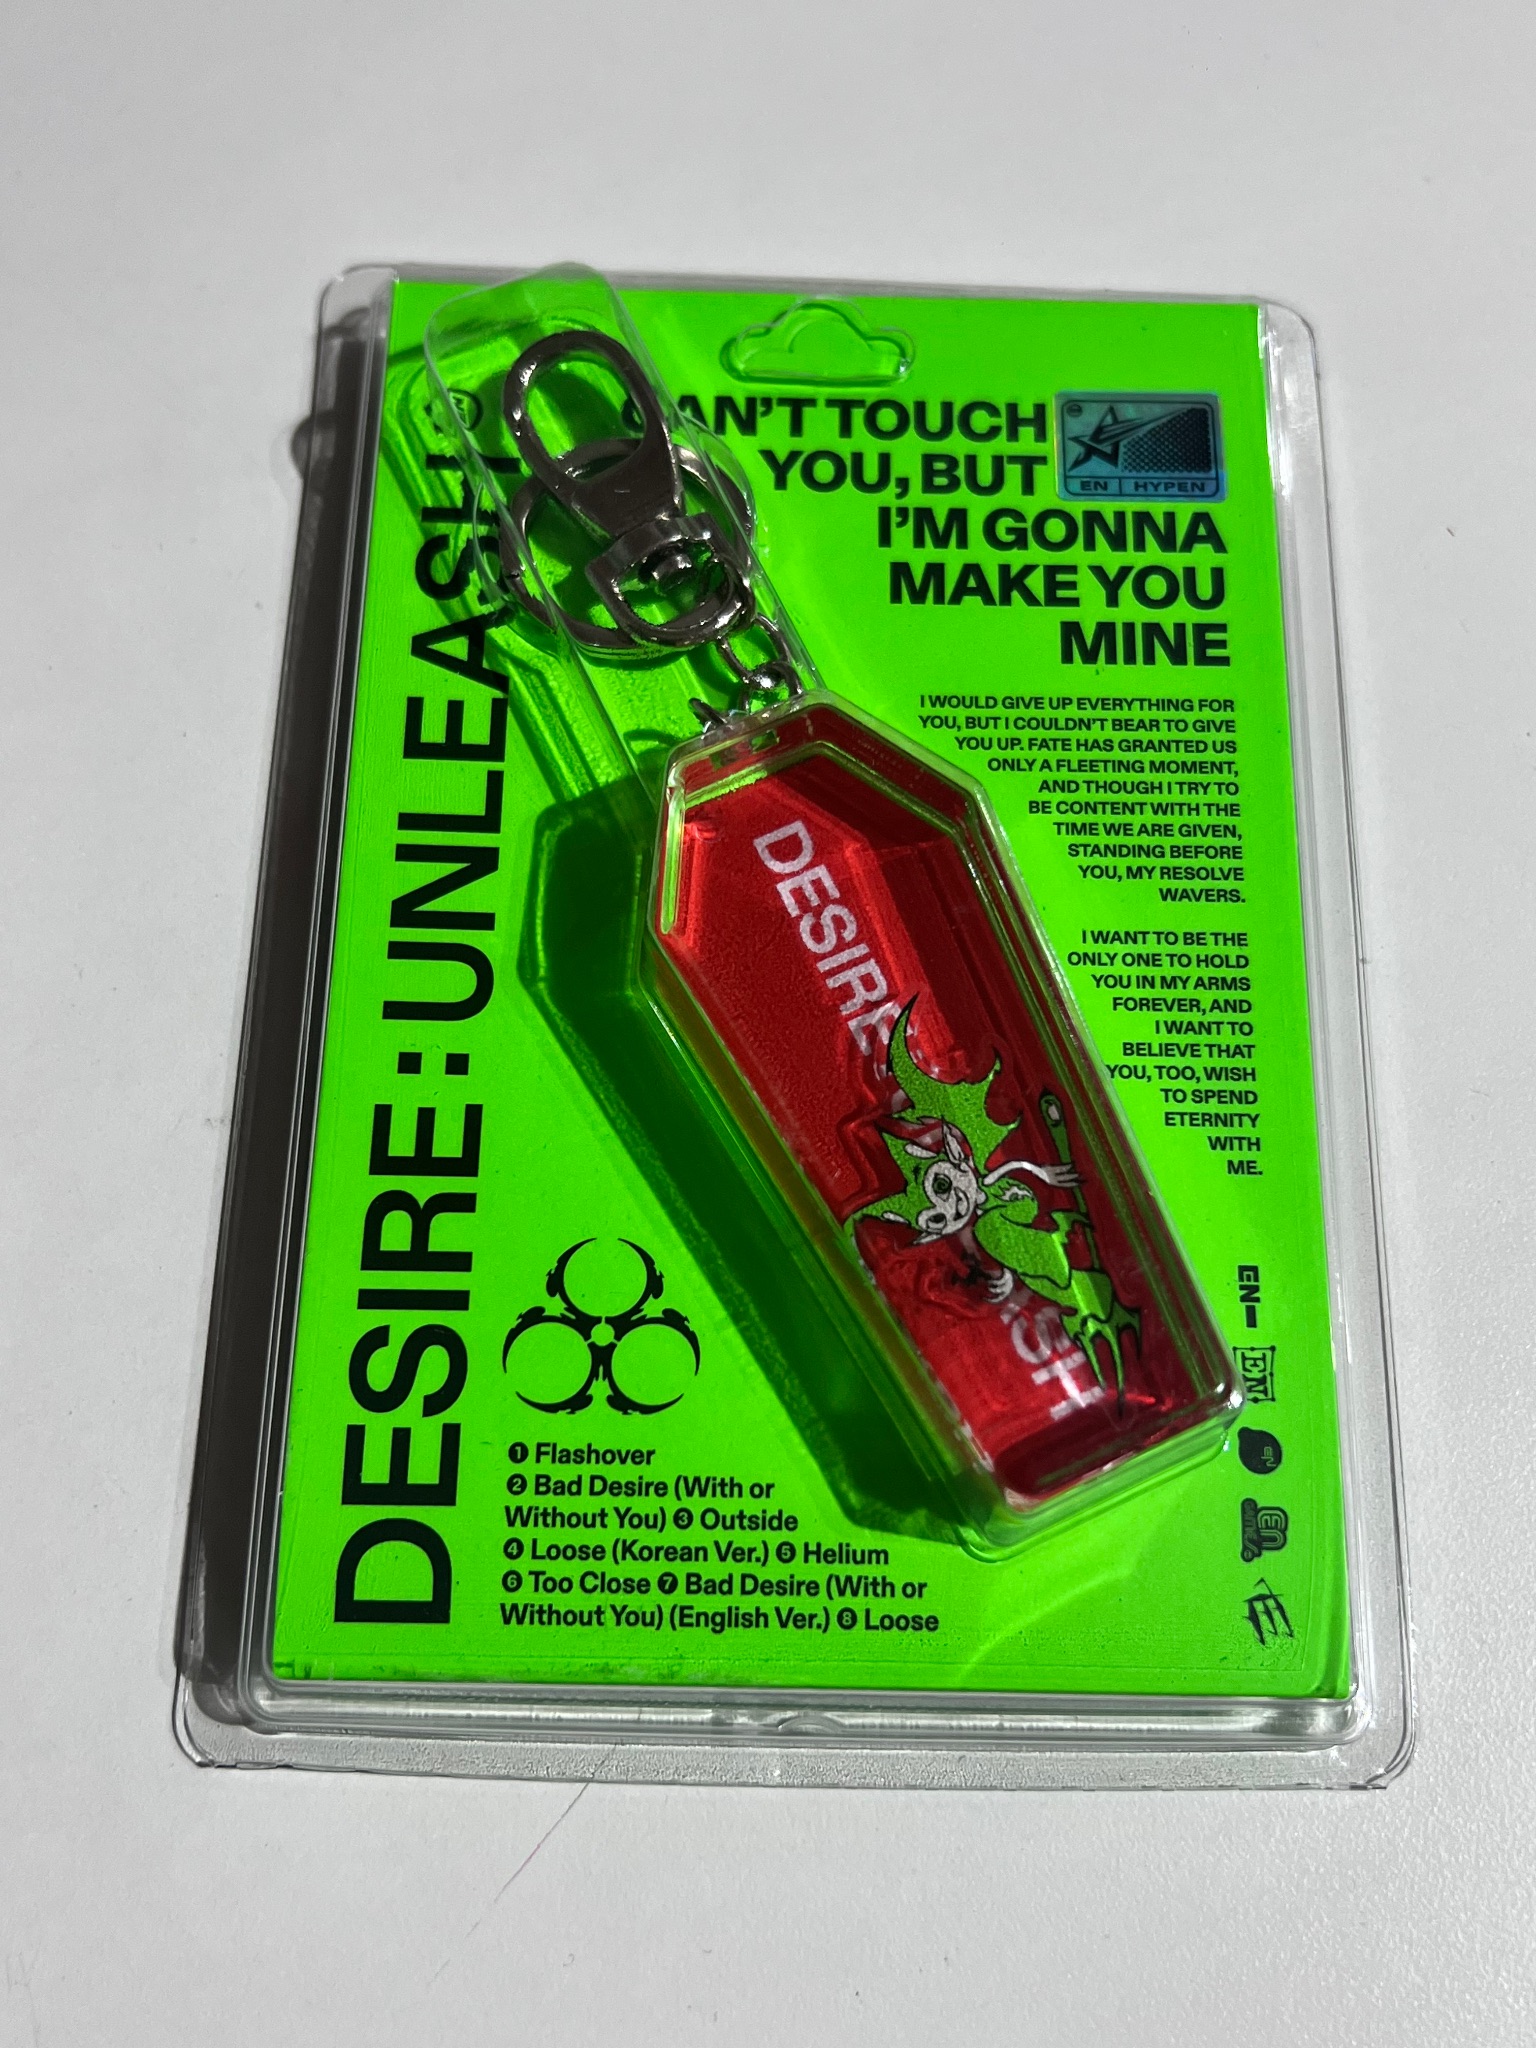 DESIRE : UNLEASH
CAN'T TOUCH
YOU, BUT
I'M GONNA
MAKE YOU
MINE
EN HYPEN
I WOULD GIVE UP EVERYTHING FOR
YOU, BUT I COULDN'T BEAR TO GIVE
YOU UP. FATE HAS GRANTED US
ONLY A FLEETING MOMENT,
AND THOUGH I TRY TO
BE CONTENT WITH THE
TIME WE ARE GIVEN,
STANDING BEFORE
YOU, MY RESOLVE
WAVERS.
I WANT TO BE THE
ONLY ONE TO HOLD
YOU IN MY ARMS
FOREVER, AND
I WANT TO
BELIEVE THAT
YOU, TOO, WISH
TO SPEND
ETERNITY
WITH
ME.
DESIRE
SH
EN-
EN
EN
❶ Flashover
❷ Bad Desire (With or
Without You) ❸ Outside
❹ Loose (Korean Ver.) ❺ Helium
❻ Too Close ❼ Bad Desire (With or
Without You) (English Ver.) ❽ Loose